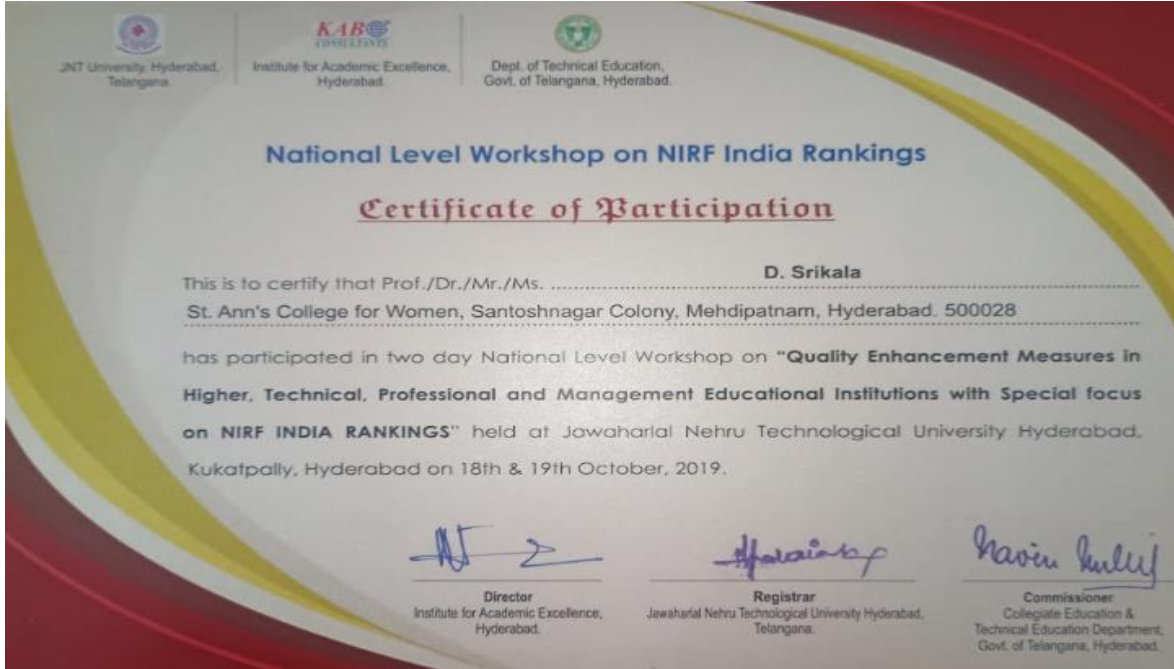 KAB
CONSULTANTS
JNT University, Hyderabad,
Telangana.
Institute for Academic Excellence,
Hyderabad.
Dept. of Technical Education,
Govt. of Telangana, Hyderabad.
National Level Workshop on NIRF India Rankings
Certificate of Participation
This is to certify that Prof./Dr./Mr./Ms. D. Srikala
St. Ann's College for Women, Santoshnagar Colony, Mehdipatnam, Hyderabad. 500028
has participated in two day National Level Workshop on "Quality Enhancement Measures in
Higher, Technical, Professional and Management Educational Institutions with Special focus
on NIRF INDIA RANKINGS" held at Jawaharlal Nehru Technological University Hyderabad,
Kukatpally, Hyderabad on 18th & 19th October, 2019.
Director
Institute for Academic Excellence,
Hyderabad.
Registrar
Jawaharlal Nehru Technological University Hyderabad,
Telangana.
Commissioner
Collegiate Education &
Technical Education Department,
Govt. of Telangana, Hyderabad.